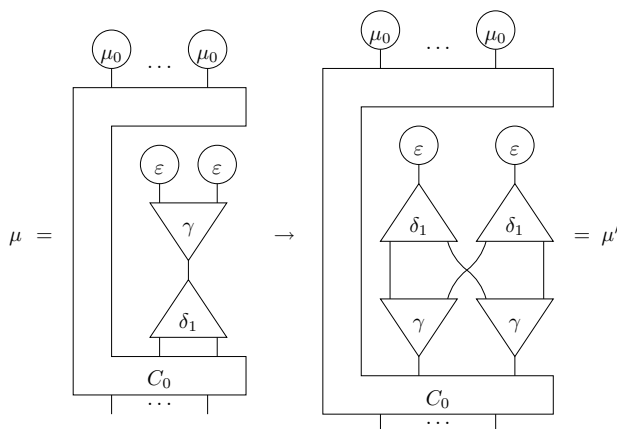 μ₀ … μ₀ μ₀ … μ₀
ε ε ε ε
γ δ₁ δ₁
μ = → = μ′
δ₁ γ γ
C₀ C₀
… …